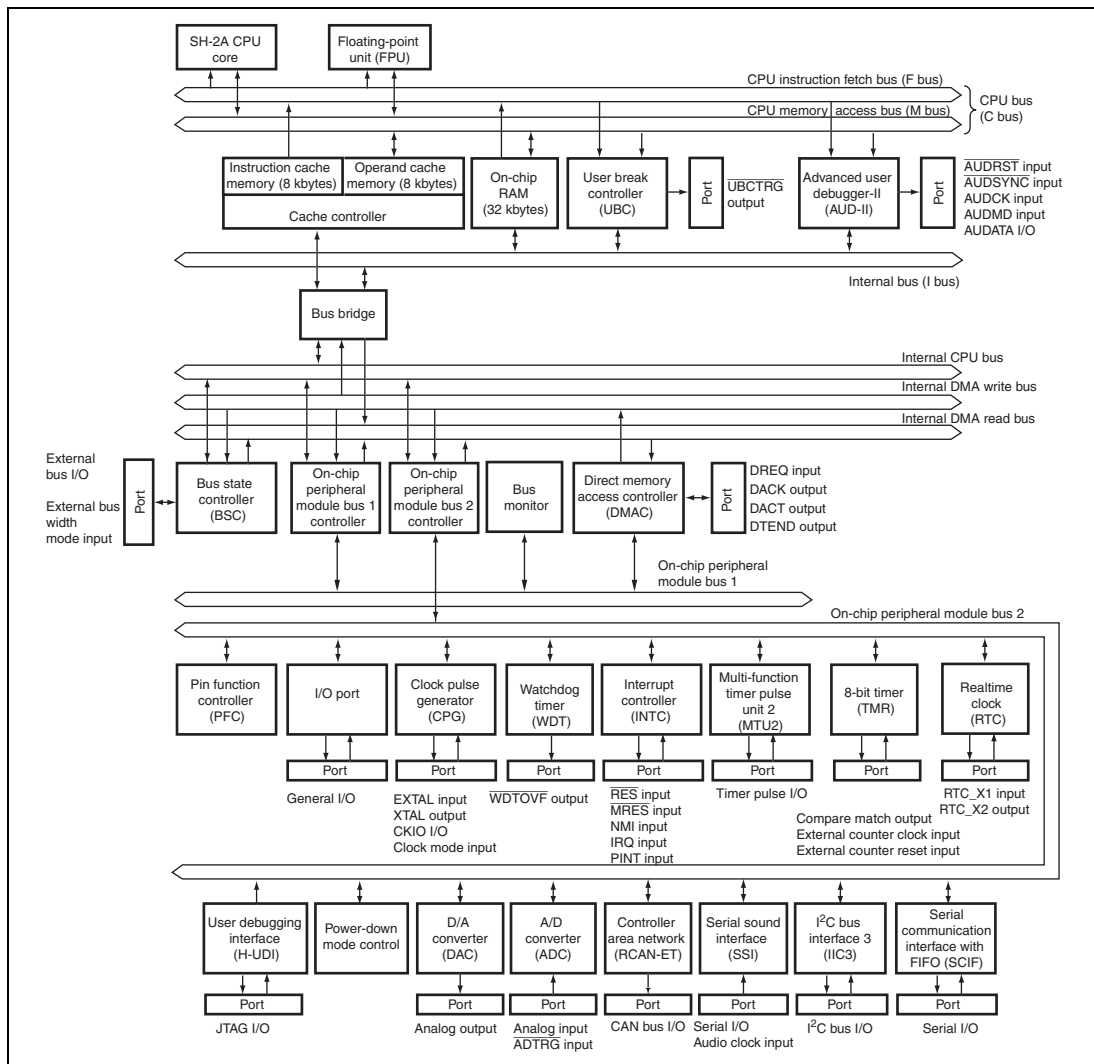 SH-2A CPU
core
Floating-point
unit (FPU)
CPU instruction fetch bus (F bus)
CPU memory access bus (M bus)
CPU bus
(C bus)
Instruction cache
memory (8 kbytes)
Operand cache
memory (8 kbytes)
Cache controller
On-chip
RAM
(32 kbytes)
User break
controller
(UBC)
Port
UBCTRG
output
Advanced user
debugger-II
(AUD-II)
Port
AUDRST input
AUDSYNC input
AUDCK input
AUDMD input
AUDATA I/O
Internal bus (I bus)
Bus bridge
Internal CPU bus
Internal DMA write bus
Internal DMA read bus
External
bus I/O
External bus
width
mode input
Port
Bus state
controller
(BSC)
On-chip
peripheral
module bus 1
controller
On-chip
peripheral
module bus 2
controller
Bus
monitor
Direct memory
access controller
(DMAC)
Port
DREQ input
DACK output
DACT output
DTEND output
On-chip peripheral
module bus 1
On-chip peripheral module bus 2
Pin function
controller
(PFC)
I/O port
Clock pulse
generator
(CPG)
Watchdog
timer
(WDT)
Interrupt
controller
(INTC)
Multi-function
timer pulse
unit 2
(MTU2)
8-bit timer
(TMR)
Realtime
clock
(RTC)
Port
Port
Port
Port
Port
Port
Port
General I/O
EXTAL input
XTAL output
CKIO I/O
Clock mode input
WDTOVF output
RES input
MRES input
NMI input
IRQ input
PINT input
Timer pulse I/O
Compare match output
External counter clock input
External counter reset input
RTC_X1 input
RTC_X2 output
User debugging
interface
(H-UDI)
Power-down
mode control
D/A
converter
(DAC)
A/D
converter
(ADC)
Controller
area network
(RCAN-ET)
Serial sound
interface
(SSI)
I²C bus
interface 3
(IIC3)
Serial
communication
interface with
FIFO (SCIF)
Port
Port
Port
Port
Port
Port
Port
JTAG I/O
Analog output
Analog input
ADTRG input
CAN bus I/O
Serial I/O
Audio clock input
I²C bus I/O
Serial I/O